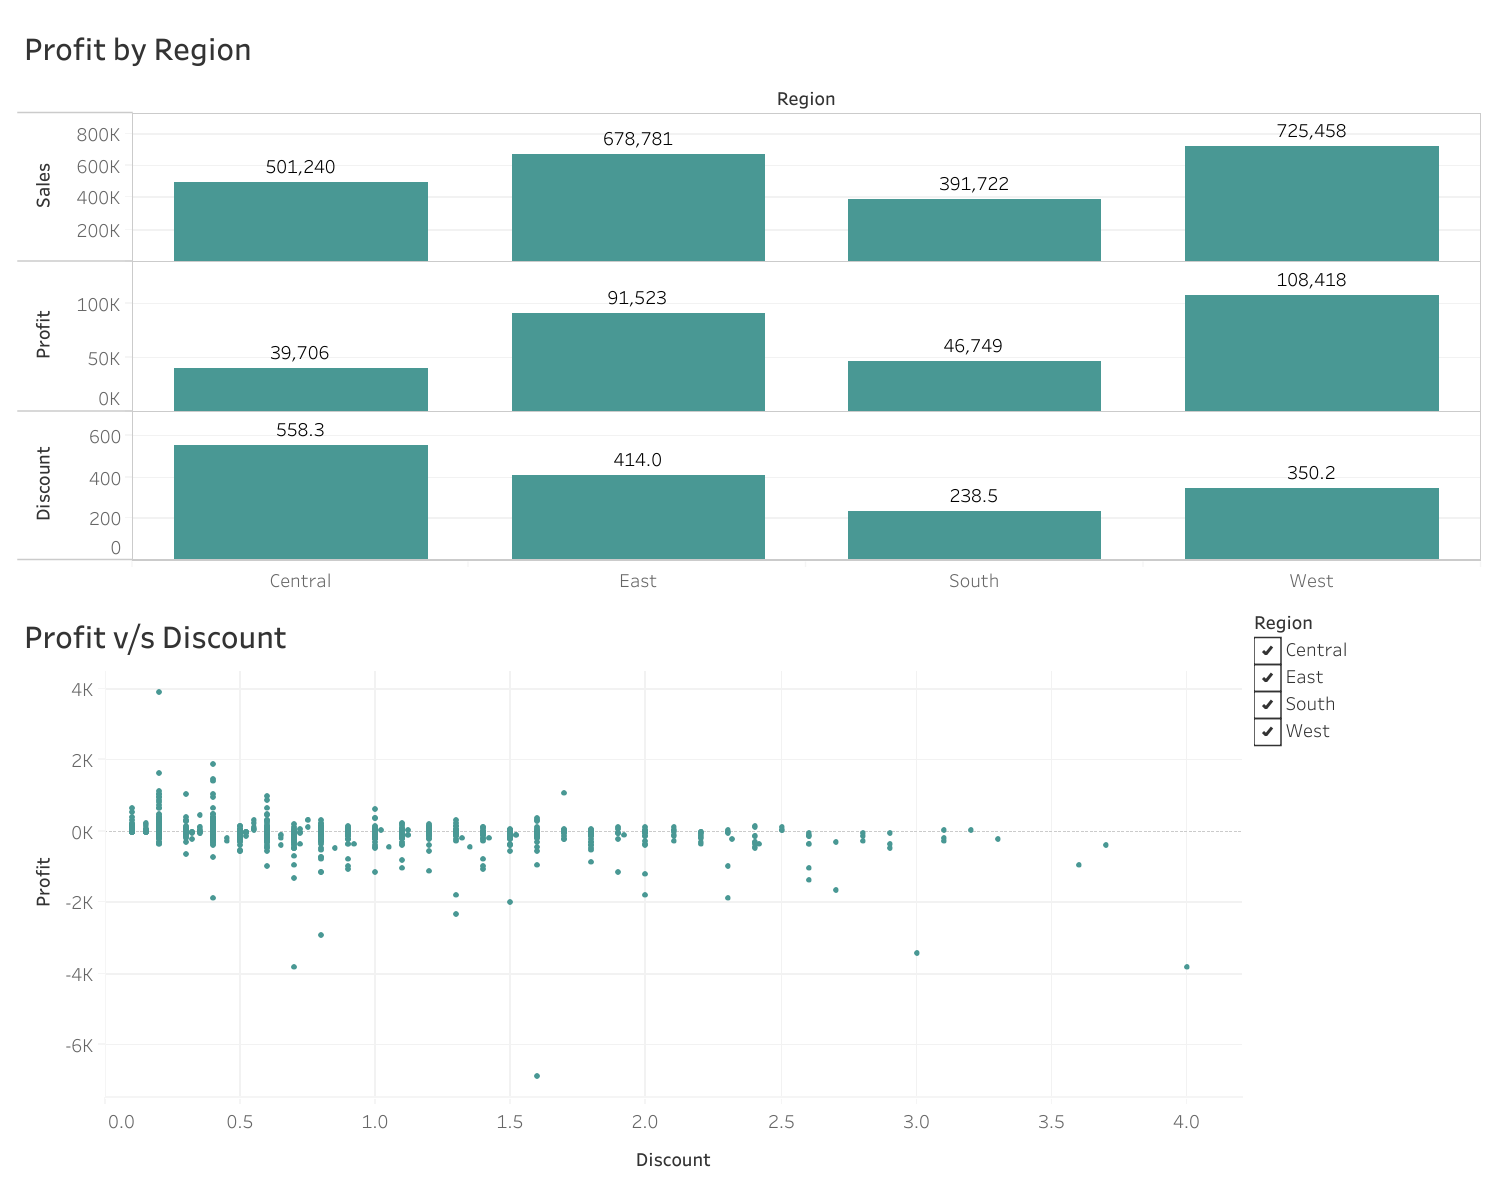 Profit by Region
Region
Sales
800K
600K
400K
200K
501,240
678,781
391,722
725,458
Profit
100K
50K
0K
39,706
91,523
46,749
108,418
Discount
600
400
200
0
558.3
414.0
238.5
350.2
Central East South West
Profit v/s Discount
Region
Central
East
South
West
Profit
4K
2K
0K
-2K
-4K
-6K
0.0 0.5 1.0 1.5 2.0 2.5 3.0 3.5 4.0
Discount